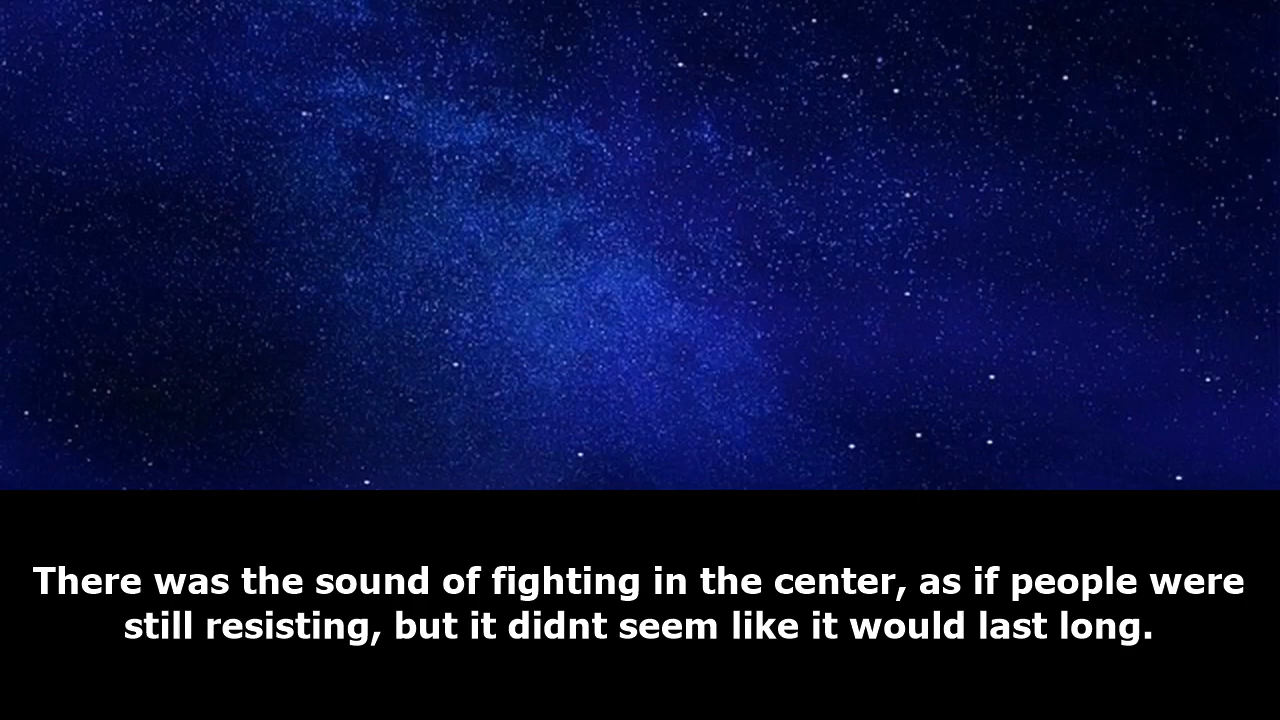 There was the sound of fighting in the center, as if people were
still resisting, but it didnt seem like it would last long.